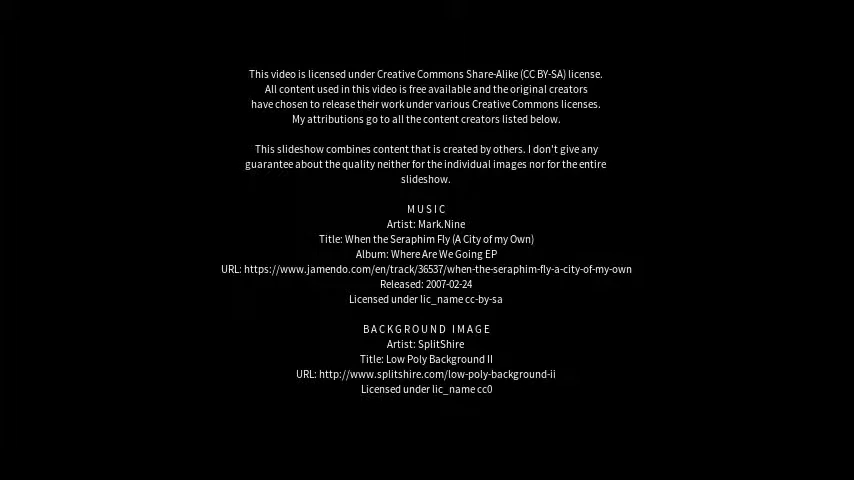 This video is licensed under Creative Commons Share-Alike (CC BY-SA) license.
All content used in this video is free available and the original creators
have chosen to release their work under various Creative Commons licenses.
My attributions go to all the content creators listed below.
This slideshow combines content that is created by others. I don't give any
guarantee about the quality neither for the individual images nor for the entire
slideshow.
MUSIC
Artist: Mark.Nine
Title: When the Seraphim Fly (A City of my Own)
Album: Where Are We Going EP
URL: https://www.jamendo.com/en/track/36537/when-the-seraphim-fly-a-city-of-my-own
Released: 2007-02-24
Licensed under lic_name cc-by-sa
BACKGROUND IMAGE
Artist: SplitShire
Title: Low Poly Background II
URL: http://www.splitshire.com/low-poly-background-ii
Licensed under lic_name cc0